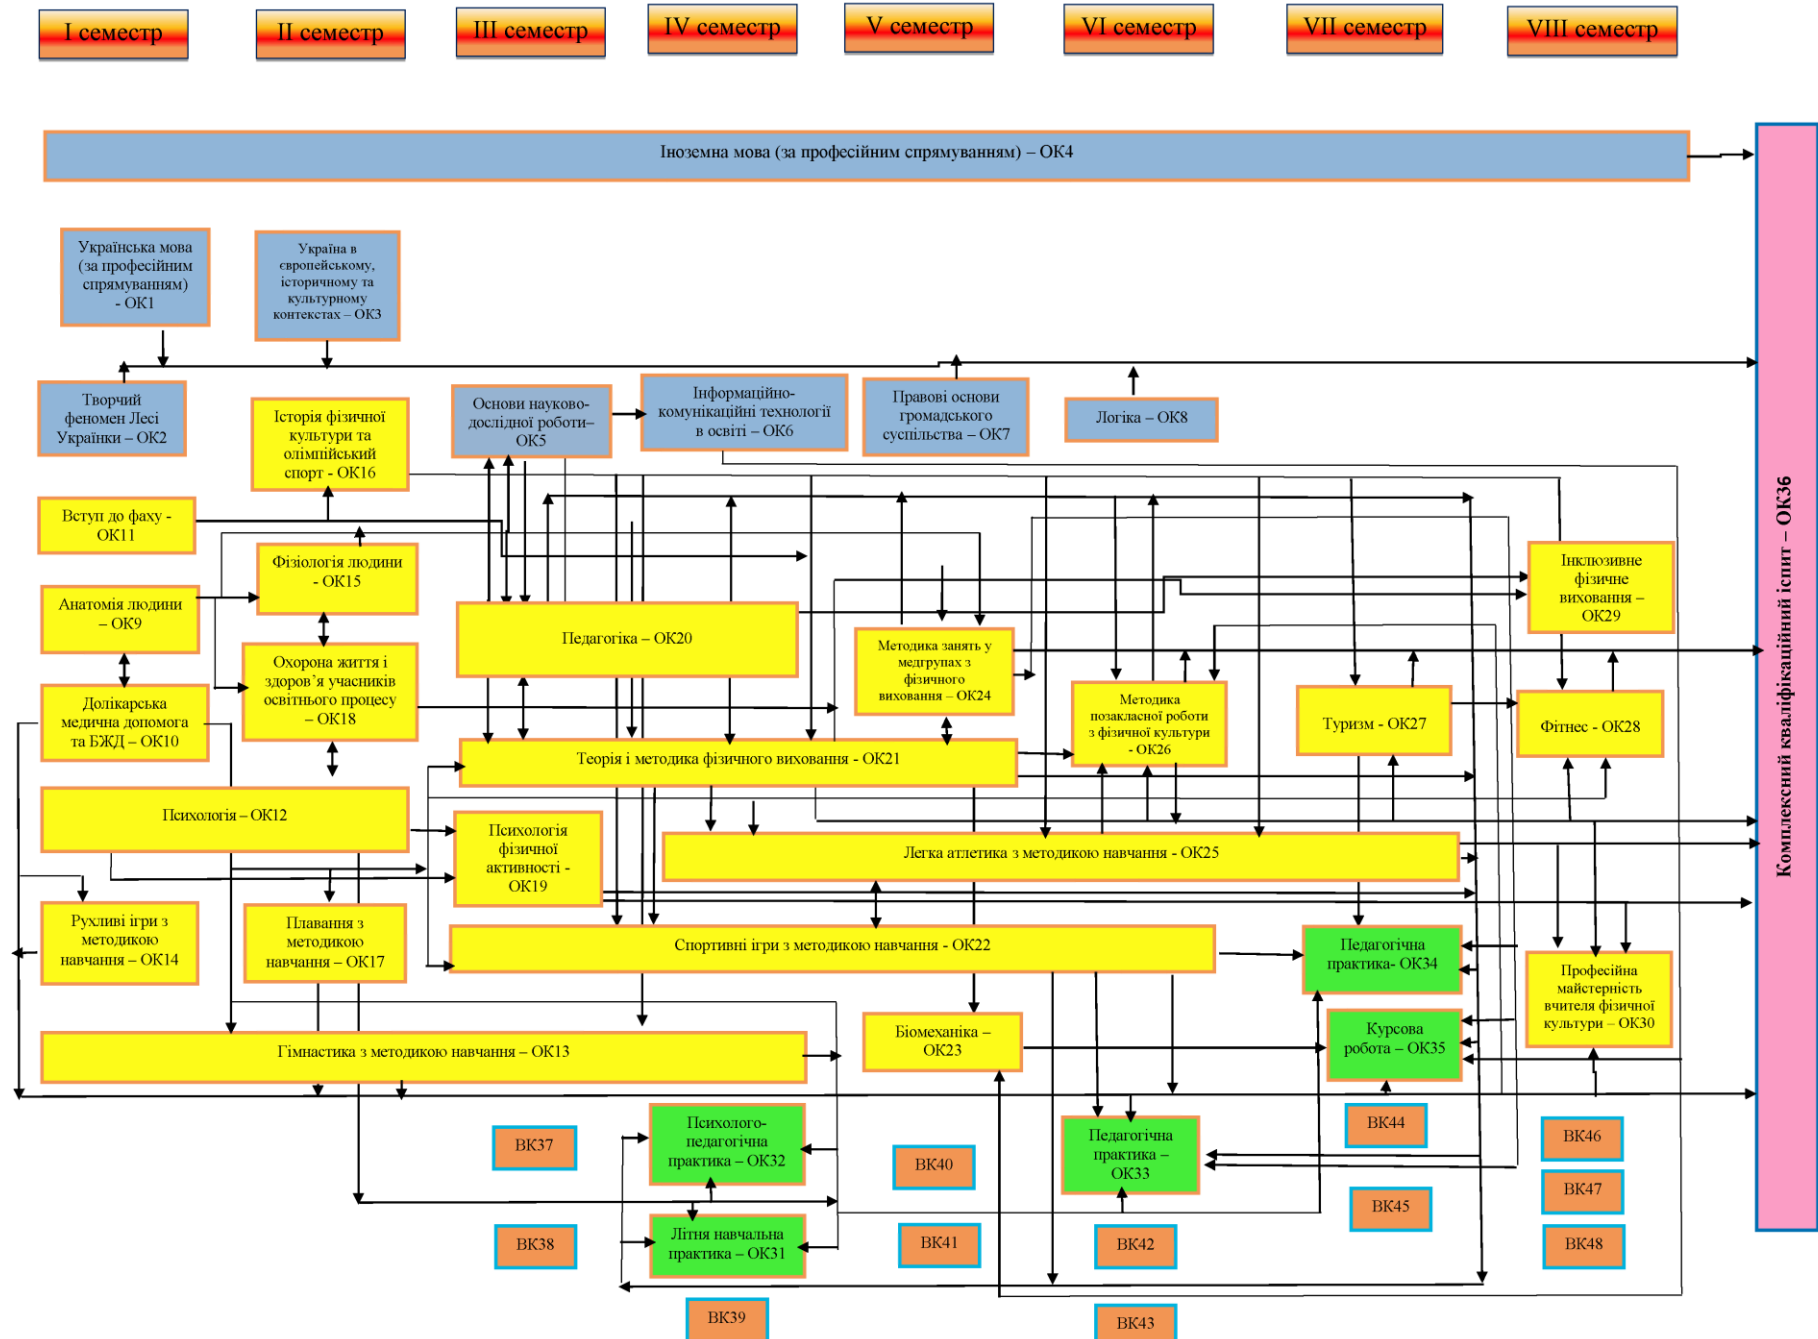 I семестр
II семестр
III семестр
IV семестр
V семестр
VI семестр
VII семестр
VIII семестр
Іноземна мова (за професійним спрямуванням) – ОК4
Українська мова
(за професійним
спрямуванням)
- ОК1
Україна в
європейському,
історичному та
культурному
контекстах – ОК3
Творчий
феномен Лесі
Українки – ОК2
Історія фізичної
культури та
олімпійський
спорт - ОК16
Основи науково-
дослідної роботи–
ОК5
Інформаційно-
комунікаційні технології
в освіті – ОК6
Правові основи
громадського
суспільства – ОК7
Логіка – ОК8
Вступ до фаху -
ОК11
Фізіологія людини
- ОК15
Анатомія людини
– ОК9
Педагогіка – ОК20
Методика занять у
медгрупах з
фізичного
виховання – ОК24
Інклюзивне
фізичне
виховання –
ОК29
Долікарська
медична допомога
та БЖД – ОК10
Охорона життя і
здоров’я учасників
освітнього процесу
– ОК18
Теорія і методика фізичного виховання - ОК21
Методика
позакласної роботи
з фізичної культури
- ОК26
Туризм - ОК27
Фітнес – ОК28
Психологія – ОК12
Психологія
фізичної
активності -
ОК19
Легка атлетика з методикою навчання - ОК25
Рухливі ігри з
методикою
навчання – ОК14
Плавання з
методикою
навчання – ОК17
Спортивні ігри з методикою навчання - ОК22
Педагогічна
практика- ОК34
Професійна
майстерність
вчителя фізичної
культури – ОК30
Гімнастика з методикою навчання – ОК13
Біомеханіка –
ОК23
Курсова
робота – ОК35
Психолого-
педагогічна
практика – ОК32
Педагогічна
практика –
ОК33
Літня навчальна
практика – ОК31
ВК37
ВК38
ВК39
ВК40
ВК41
ВК42
ВК43
ВК44
ВК45
ВК46
ВК47
ВК48
Комплексний кваліфікаційний іспит – ОК36